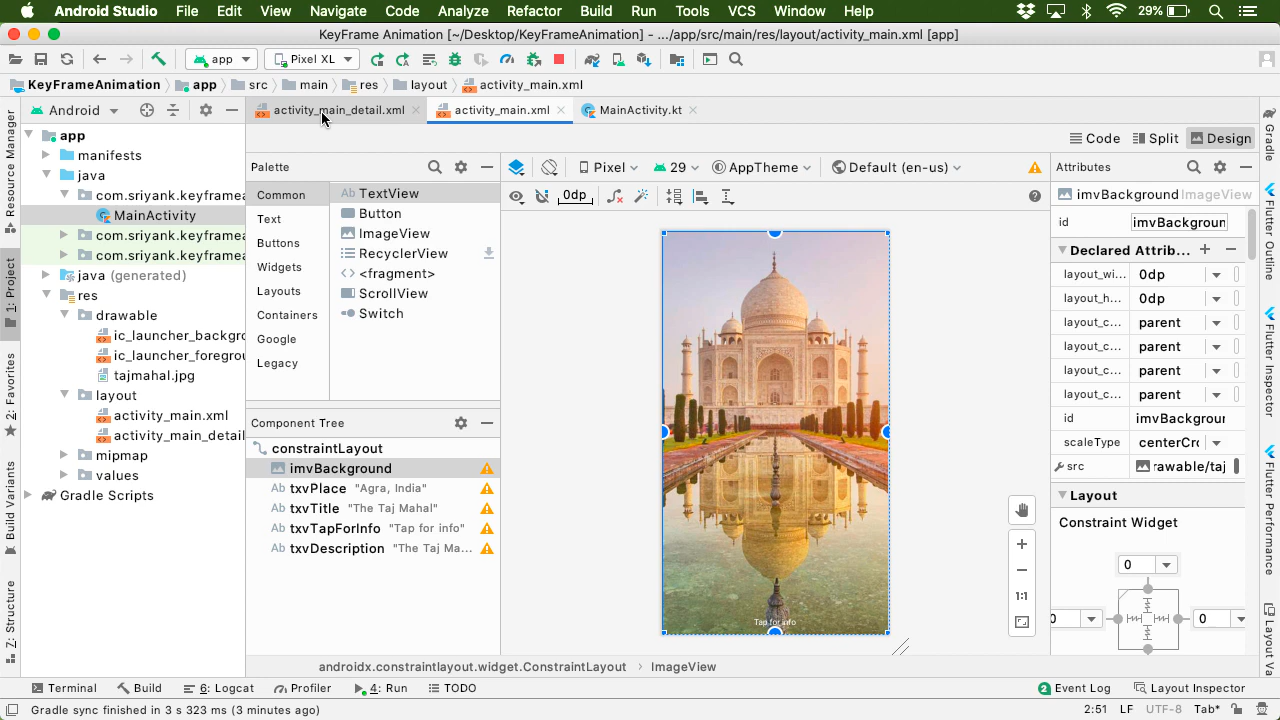 Android Studio File Edit View Navigate Code Analyze Refactor Build Run Tools VCS Window Help 29%
KeyFrame Animation [~/Desktop/KeyFrameAnimation] - .../app/src/main/res/layout/activity_main.xml [app]
app Pixel XL
KeyFrameAnimation app src main res layout activity_main.xml
Android
activity_main_detail.xml activity_main.xml MainActivity.kt
Code Split Design
app
manifests
java
com.sriyank.keyframea
MainActivity
com.sriyank.keyframea
com.sriyank.keyframea
java (generated)
res
drawable
ic_launcher_backgro
ic_launcher_foregrou
tajmahal.jpg
layout
activity_main.xml
activity_main_detail
mipmap
values
Gradle Scripts
Palette
Common
Text
Buttons
Widgets
Layouts
Containers
Google
Legacy
Ab TextView
Button
ImageView
RecyclerView
<fragment>
ScrollView
Switch
Component Tree
constraintLayout
imvBackground
Ab txvPlace "Agra, India"
Ab txvTitle "The Taj Mahal"
Ab txvTapForInfo "Tap for info"
Ab txvDescription "The Taj Ma...
Pixel 29 AppTheme Default (en-us)
0dp
Tap for info
1:1
Attributes
imvBackground ImageView
id imvBackgroun
Declared Attrib...
layout_wi... 0dp
layout_h... 0dp
layout_c... parent
layout_c... parent
layout_c... parent
layout_c... parent
id imvBackgroun
scaleType centerCro
src rawable/taj
Layout
Constraint Widget
0
0 0
androidx.constraintlayout.widget.ConstraintLayout ImageView
Resource Manager
1: Project
2: Favorites
Build Variants
Z: Structure
Gradle
Flutter Outline
Flutter Inspector
Flutter Performance
Layout Va
Terminal Build 6: Logcat Profiler 4: Run TODO 2 Event Log Layout Inspector
Gradle sync finished in 3 s 323 ms (3 minutes ago) 2:51 LF UTF-8 Tab*